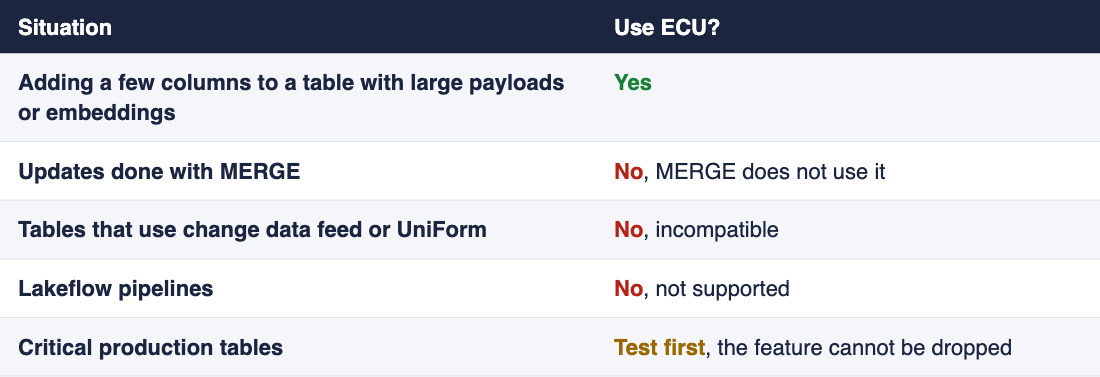 Situation
Use ECU?
Adding a few columns to a table with large payloads
or embeddings
Yes
Updates done with MERGE
No, MERGE does not use it
Tables that use change data feed or UniForm
No, incompatible
Lakeflow pipelines
No, not supported
Critical production tables
Test first, the feature cannot be dropped